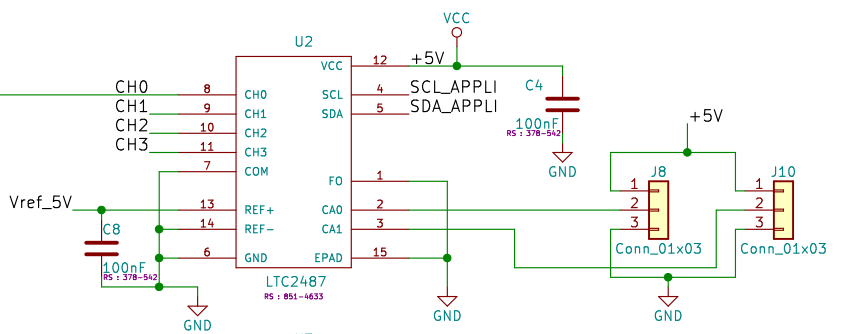 VCC
U2
+5V
VCC 12
C4
100nF
RS : 378-542
GND
CH0 8 CH0
SCL 4 SCL_APPLI
CH1 9 CH1
SDA 5 SDA_APPLI
CH2 10 CH2
CH3 11 CH3
7 COM
FO 1
Vref_5V 13 REF+
CA0 2
14 REF-
CA1 3
6 GND
EPAD 15
C8
100nF
RS : 378-542
LTC2487
RS : 851-4633
GND
GND
+5V
J8
1
2
3
Conn_01x03
J10
1
2
3
Conn_01x03
GND